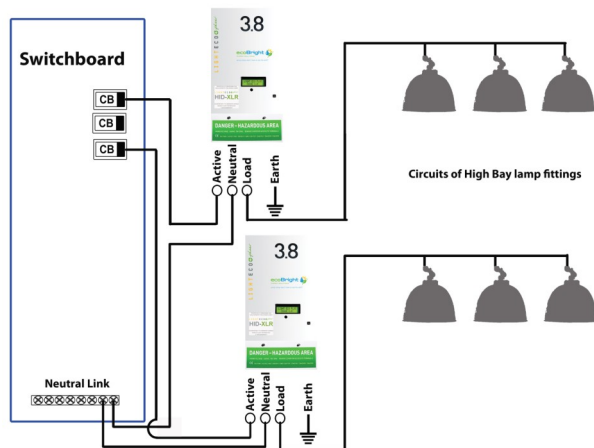 Switchboard
CB
CB
CB
3.8
ecoBright
HID-XLR
DANGER - HAZARDOUS AREA
Active
Neutral
Load
Earth
Circuits of High Bay lamp fittings
3.8
ecoBright
HID-XLR
DANGER - HAZARDOUS AREA
Active
Neutral
Load
Earth
Neutral Link